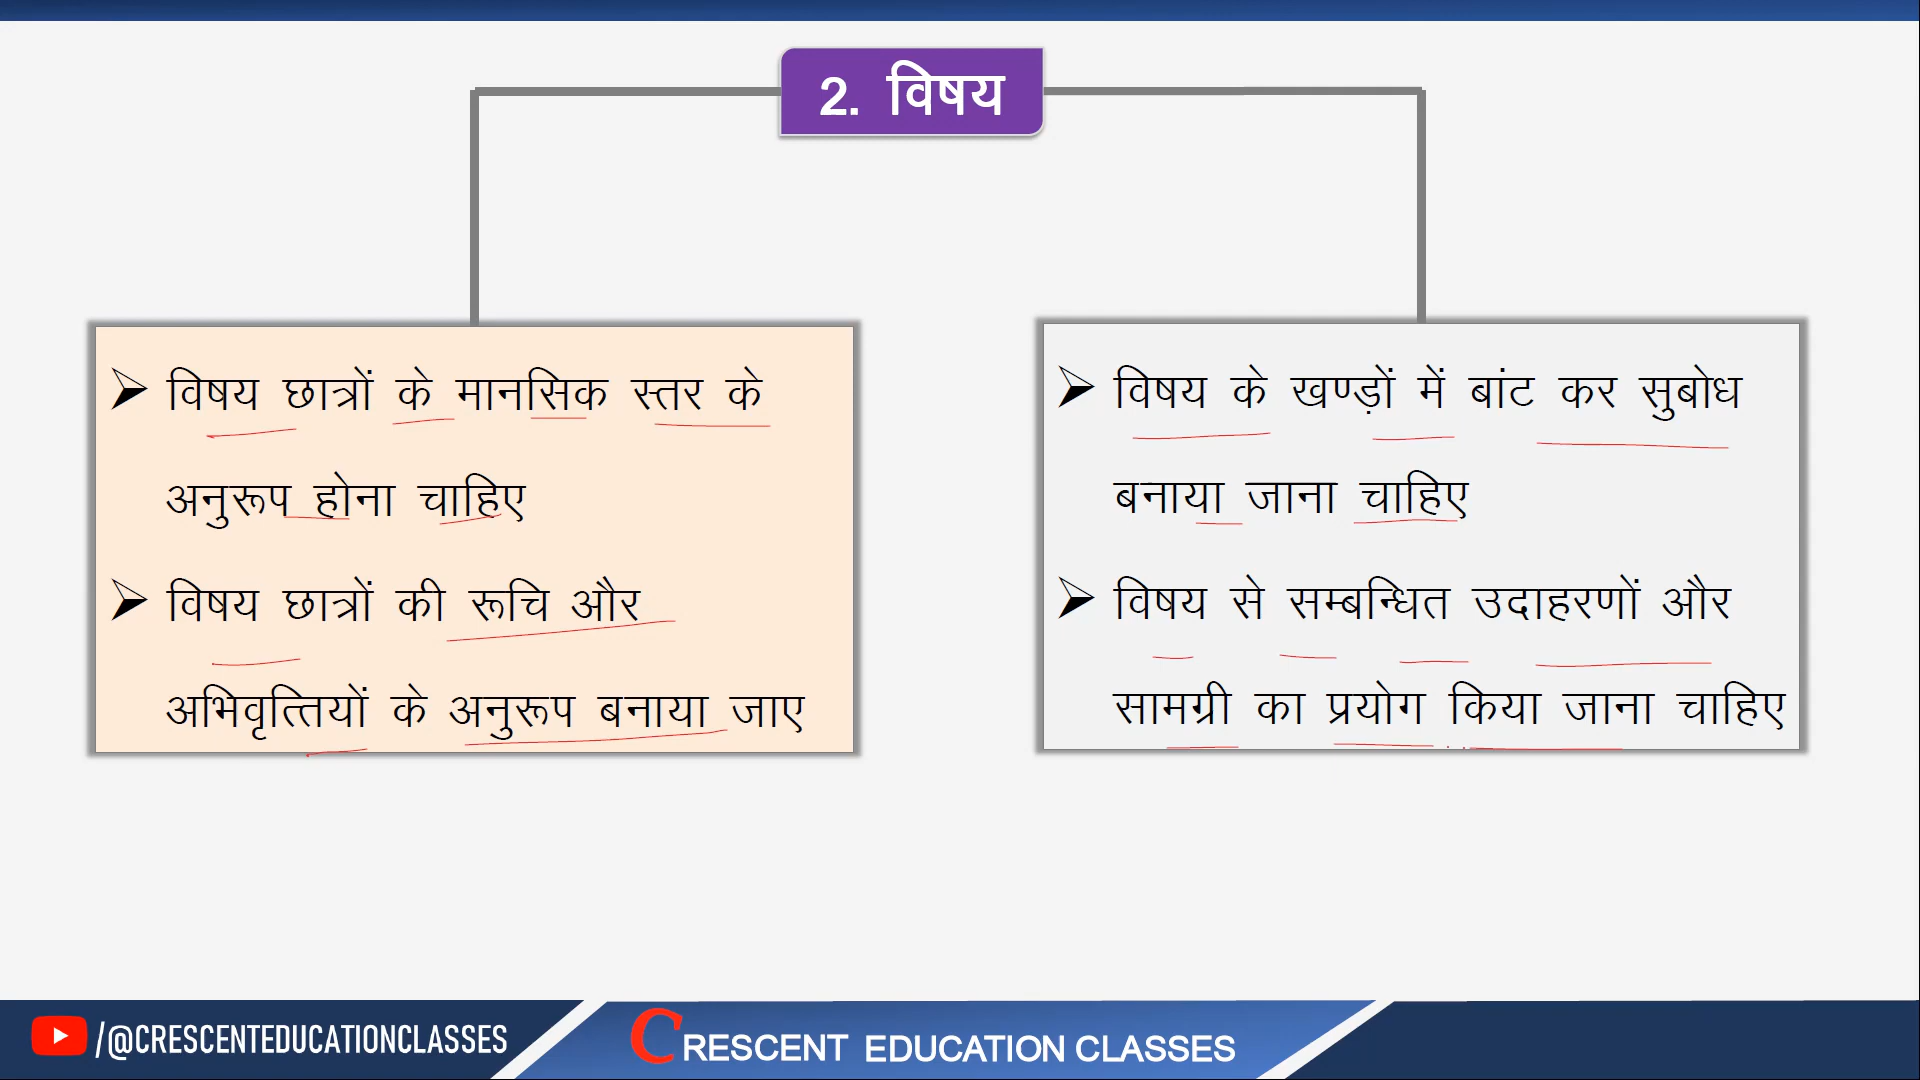 2. विषय
विषय छात्रों के मानसिक स्तर के
अनुरूप होना चाहिए
विषय छात्रों की रूचि और
अभिवृत्तियों के अनुरूप बनाया जाए
विषय के खण्ड़ों में बांट कर सुबोध
बनाया जाना चाहिए
विषय से सम्बन्धित उदाहरणों और
सामग्री का प्रयोग किया जाना चाहिए
/@CRESCENTEDUCATIONCLASSES
CRESCENT EDUCATION CLASSES